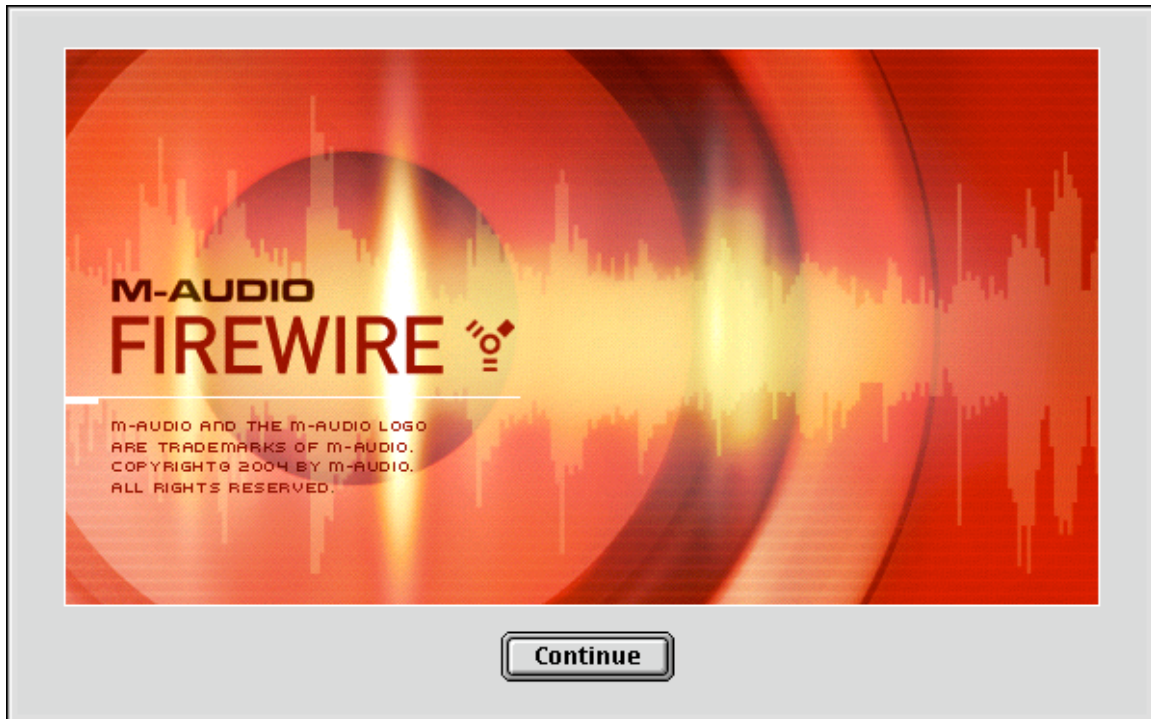 M-AUDIO
FIREWIRE
M-AUDIO AND THE M-AUDIO LOGO
ARE TRADEMARKS OF M-AUDIO.
COPYRIGHT© 2004 BY M-AUDIO.
ALL RIGHTS RESERVED.
Continue